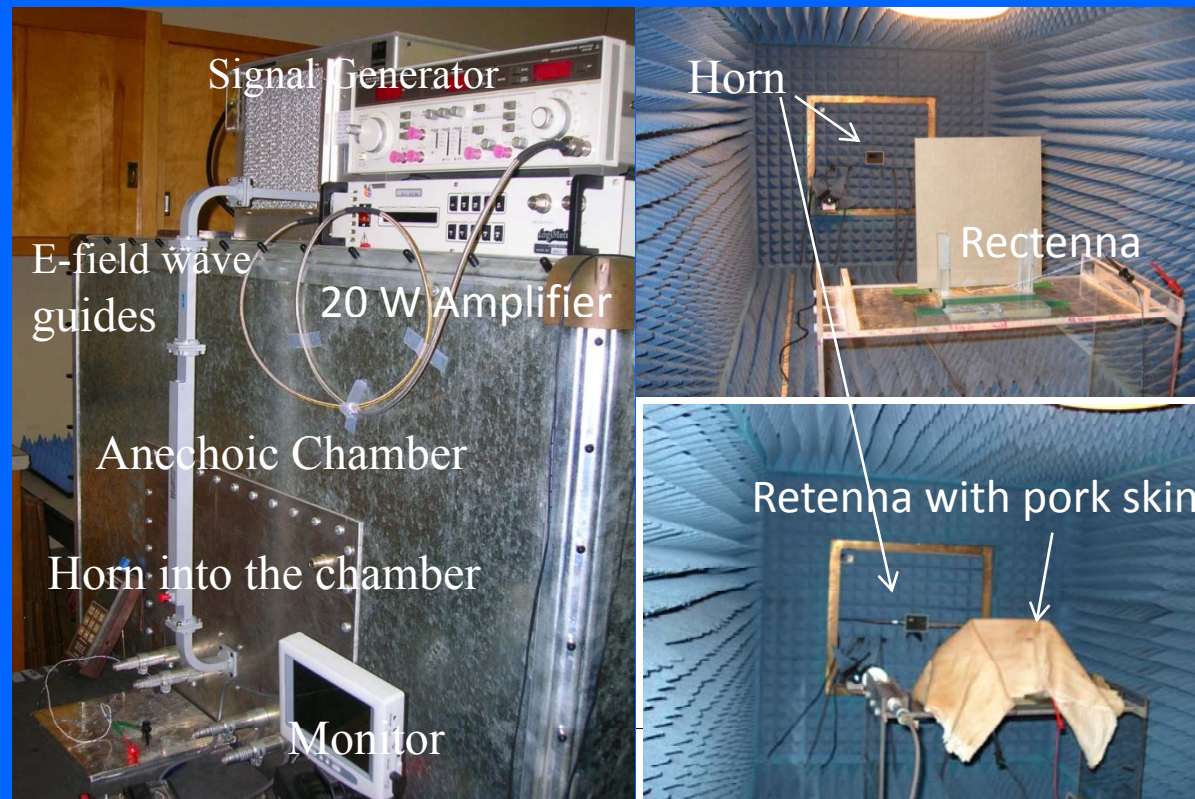 Signal Generator
E-field wave
guides
20 W Amplifier
Anechoic Chamber
Horn into the chamber
Monitor
Horn
Rectenna
Retenna with pork skin